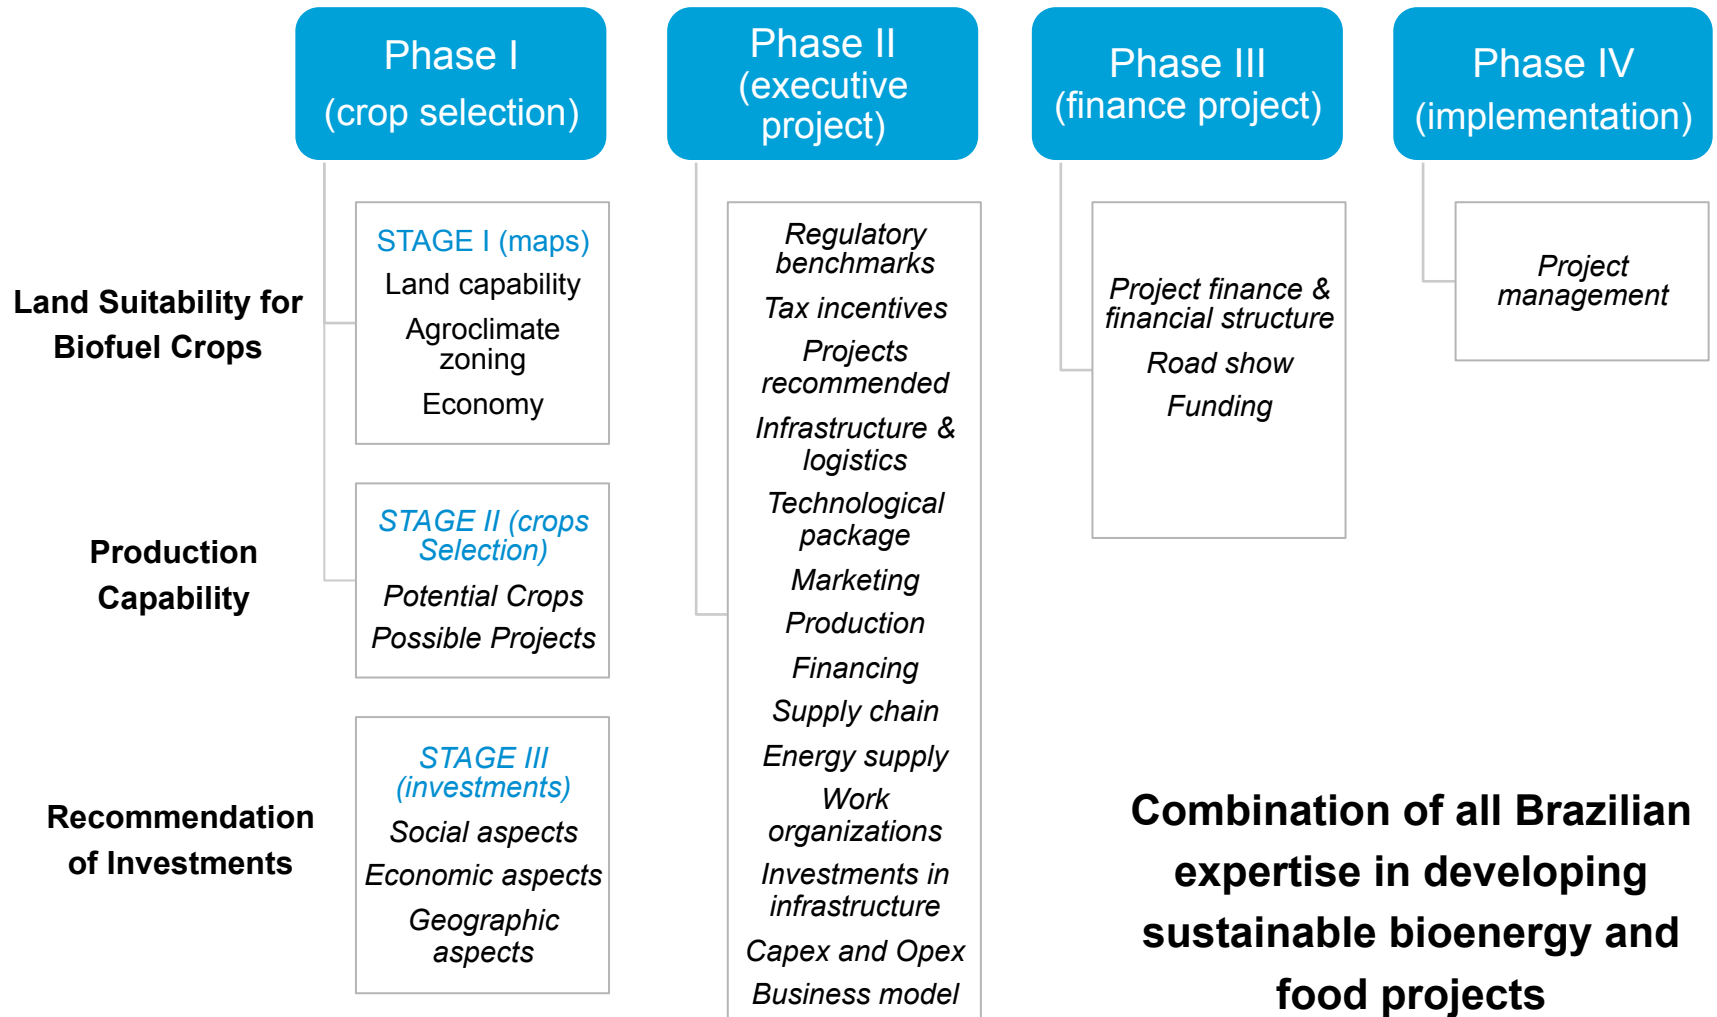 Phase I
(crop selection)
Phase II
(executive
project)
Phase III
(finance project)
Phase IV
(implementation)
Land Suitability for
Biofuel Crops
STAGE I (maps)
Land capability
Agroclimate
zoning
Economy
Production
Capability
STAGE II (crops
Selection)
Potential Crops
Possible Projects
Recommendation
of Investments
STAGE III
(investments)
Social aspects
Economic aspects
Geographic
aspects
Regulatory
benchmarks
Tax incentives
Projects
recommended
Infrastructure &
logistics
Technological
package
Marketing
Production
Financing
Supply chain
Energy supply
Work
organizations
Investments in
infrastructure
Capex and Opex
Business model
Project finance &
financial structure
Road show
Funding
Project
management
Combination of all Brazilian
expertise in developing
sustainable bioenergy and
food projects